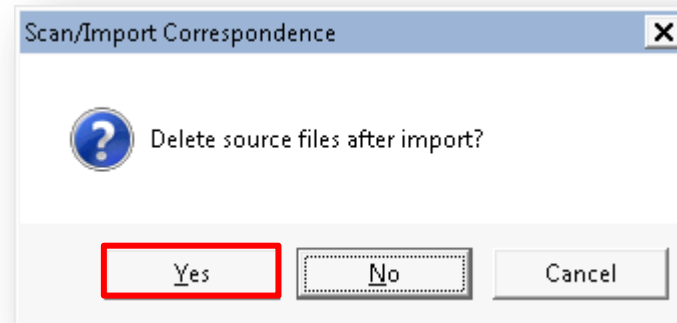 Scan/Import Correspondence
Delete source files after import?
Yes No Cancel